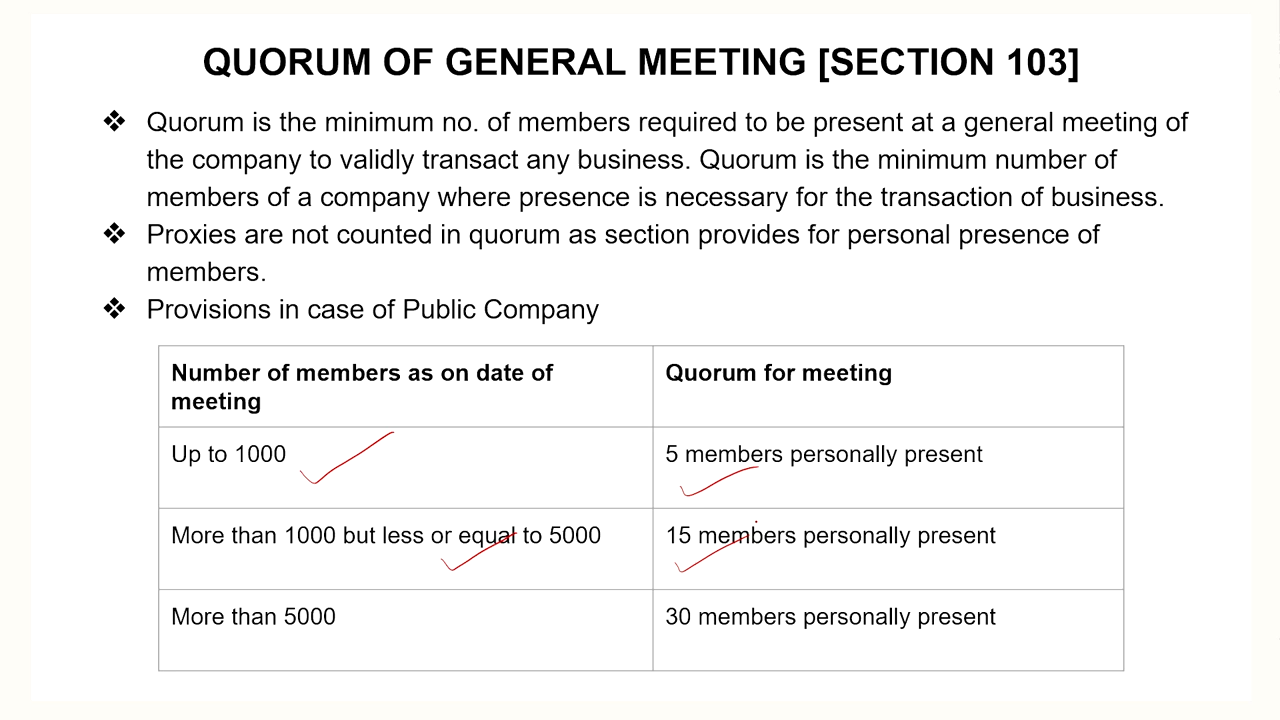 QUORUM OF GENERAL MEETING [SECTION 103]
❖ Quorum is the minimum no. of members required to be present at a general meeting of
the company to validly transact any business. Quorum is the minimum number of
members of a company where presence is necessary for the transaction of business.
❖ Proxies are not counted in quorum as section provides for personal presence of
members.
❖ Provisions in case of Public Company
Number of members as on date of
meeting
Quorum for meeting
Up to 1000
5 members personally present
More than 1000 but less or equal to 5000
15 members personally present
More than 5000
30 members personally present